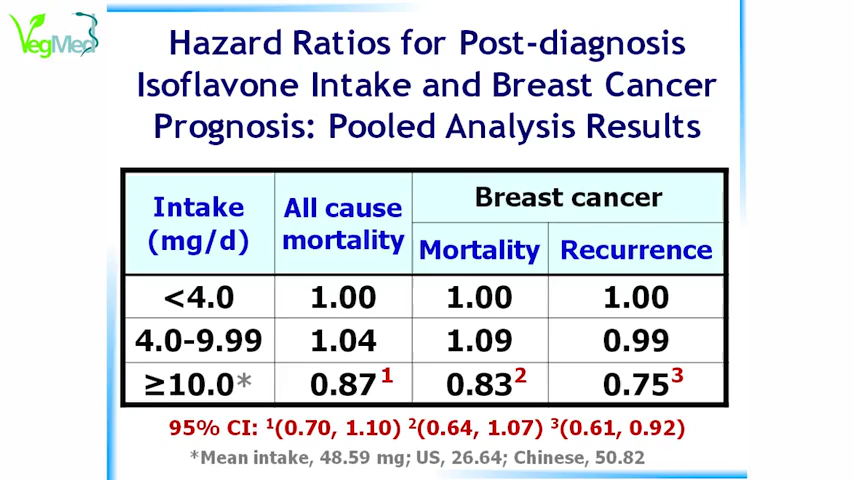 VegMed
Hazard Ratios for Post-diagnosis
Isoflavone Intake and Breast Cancer
Prognosis: Pooled Analysis Results
Intake
(mg/d)
All cause
mortality
Breast cancer
Mortality Recurrence
<4.0 1.00 1.00 1.00
4.0-9.99 1.04 1.09 0.99
≥10.0* 0.87¹ 0.83² 0.75³
95% CI: ¹(0.70, 1.10) ²(0.64, 1.07) ³(0.61, 0.92)
*Mean intake, 48.59 mg; US, 26.64; Chinese, 50.82